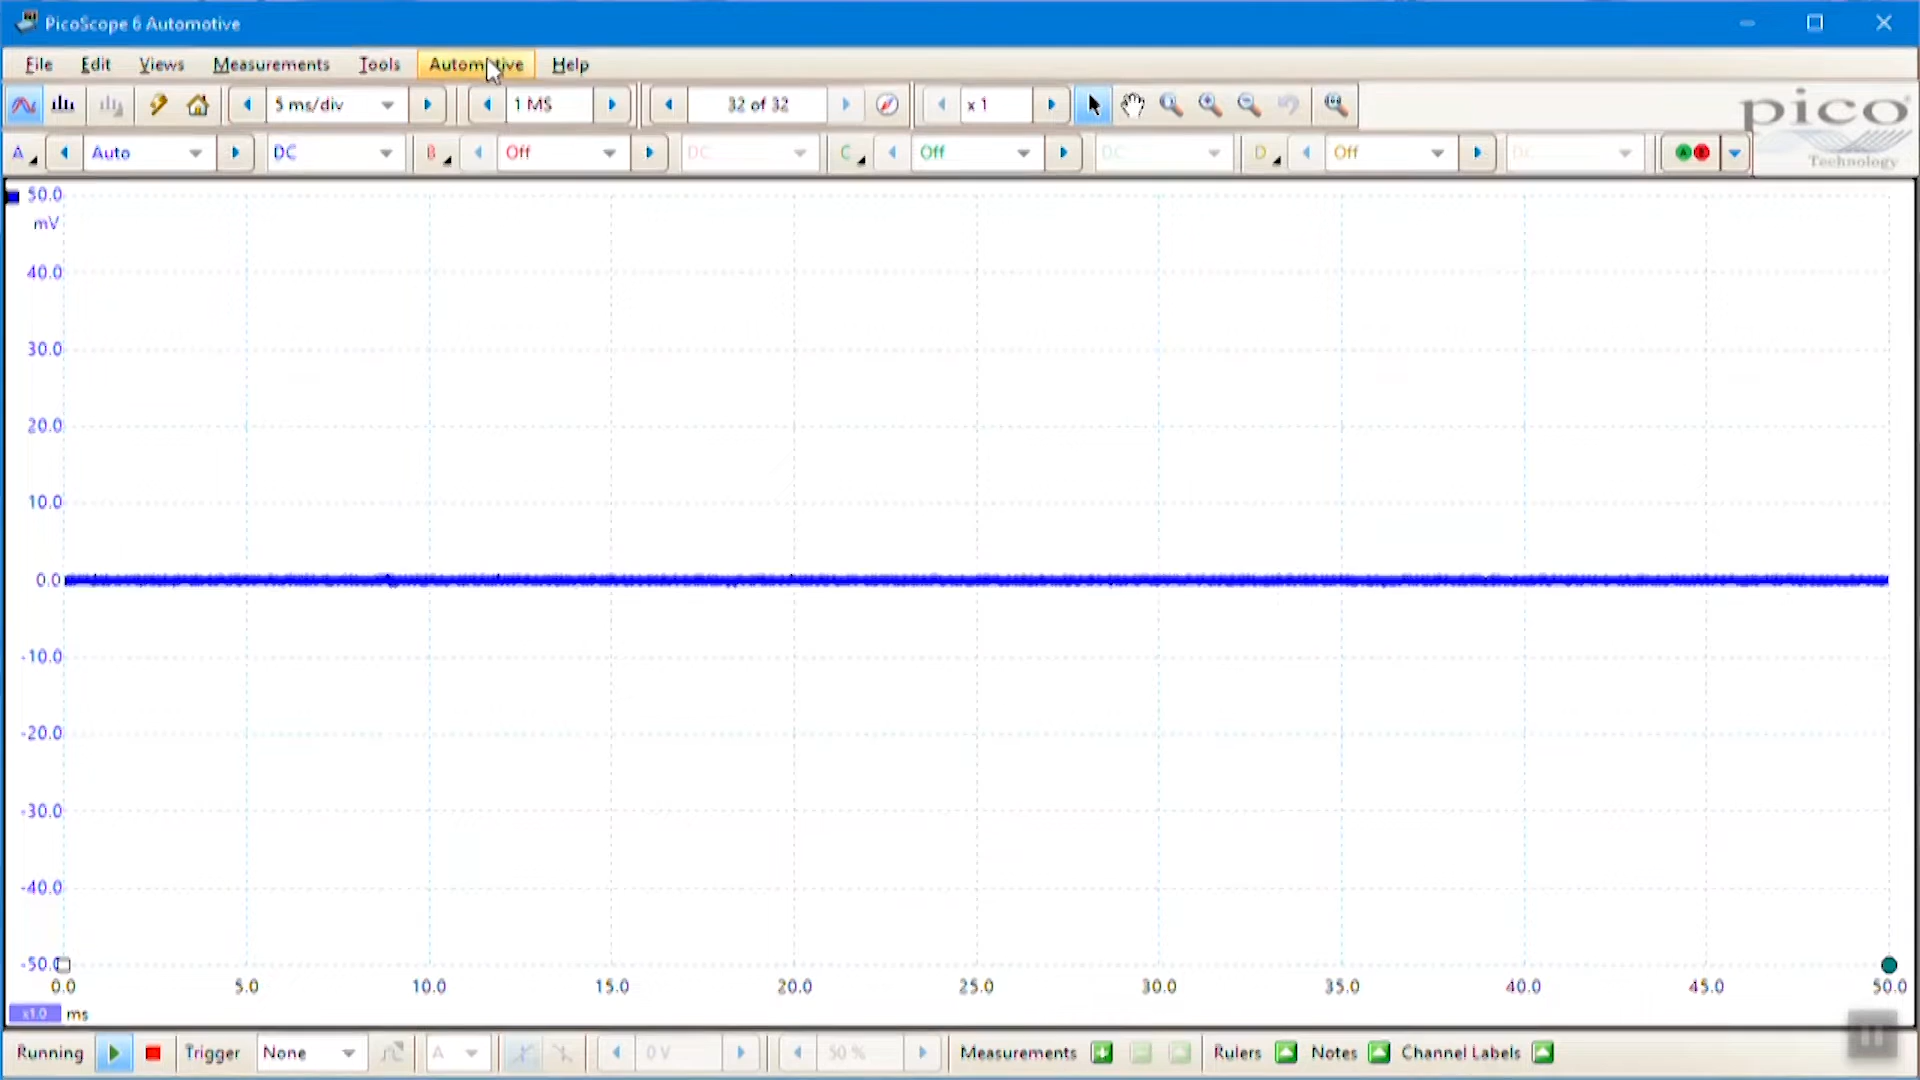 PicoScope 6 Automotive
File Edit Views Measurements Tools Automotive Help
5 ms/div 1 MS 32 of 32 x 1
pico
Technology
A Auto DC B Off DC C Off DC D Off DC A B
50.0
mV
40.0
30.0
20.0
10.0
0.0
-10.0
-20.0
-30.0
-40.0
-50.0
0.0 5.0 10.0 15.0 20.0 25.0 30.0 35.0 40.0 45.0 50.0
x1.0 ms
Running Trigger None A 0 V 50 % Measurements Rulers Notes Channel Labels